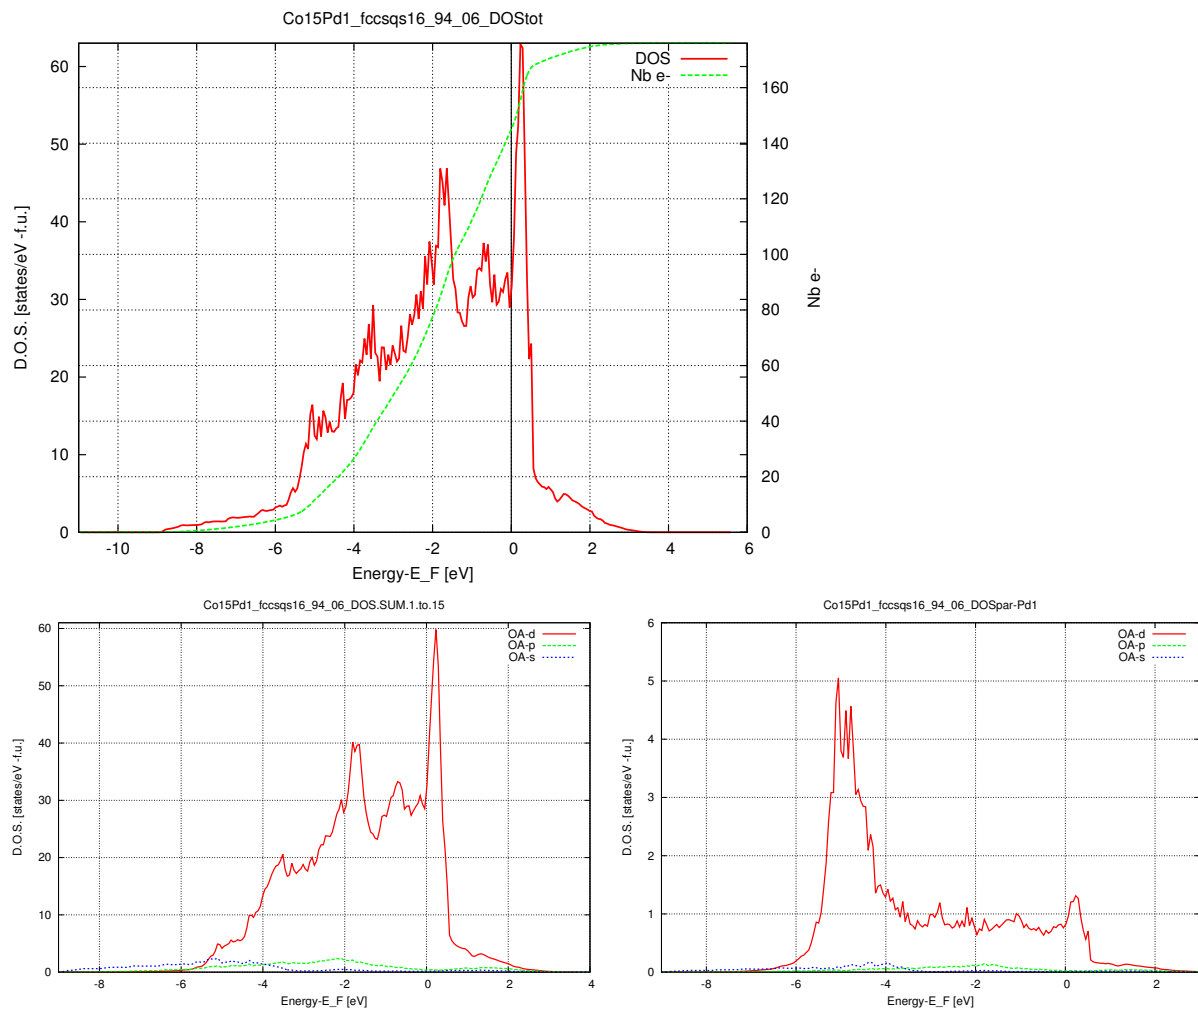 Co15Pd1_fccsqs16_94_06_DOStot
DOS
Nb e-
60
50
40
30
20
10
0
160
140
120
100
80
60
40
20
0
D.O.S. [states/eV -f.u.]
Nb e-
-10 -8 -6 -4 -2 0 2 4 6
Energy-E_F [eV]
Co15Pd1_fccsqs16_94_06_DOS.SUM.1.to.15
OA-d
OA-p
OA-s
60
50
40
30
20
10
0
D.O.S. [states/eV -f.u.]
-8 -6 -4 -2 0 2 4
Energy-E_F [eV]
Co15Pd1_fccsqs16_94_06_DOSpar-Pd1
OA-d
OA-p
OA-s
6
5
4
3
2
1
0
D.O.S. [states/eV -f.u.]
-8 -6 -4 -2 0 2
Energy-E_F [eV]